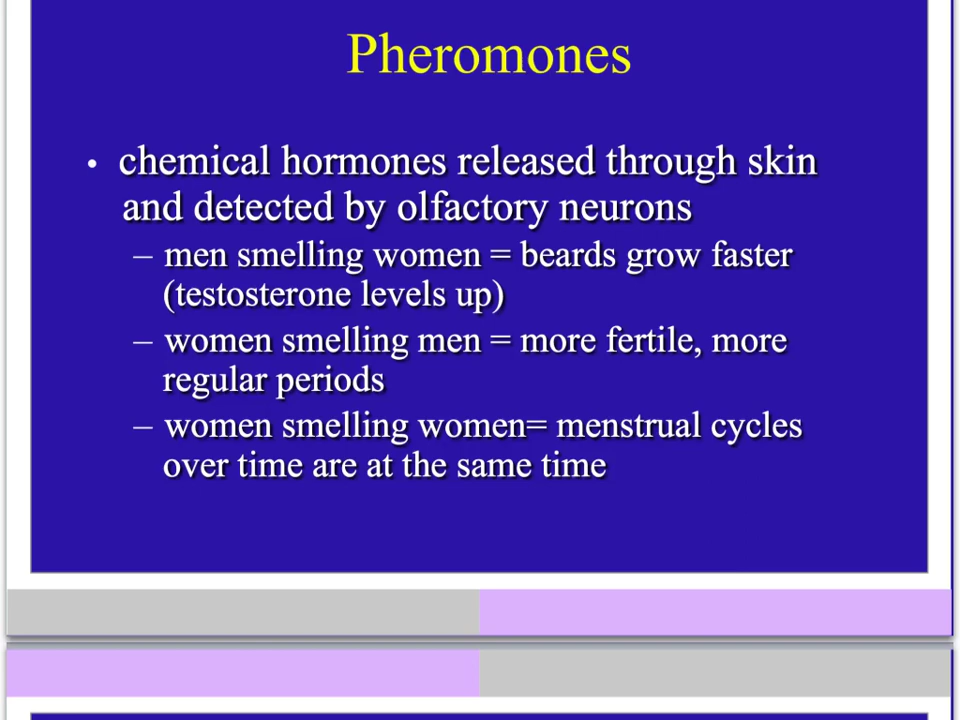 Pheromones
• chemical hormones released through skin
and detected by olfactory neurons
– men smelling women = beards grow faster
(testosterone levels up)
– women smelling men = more fertile, more
regular periods
– women smelling women= menstrual cycles
over time are at the same time